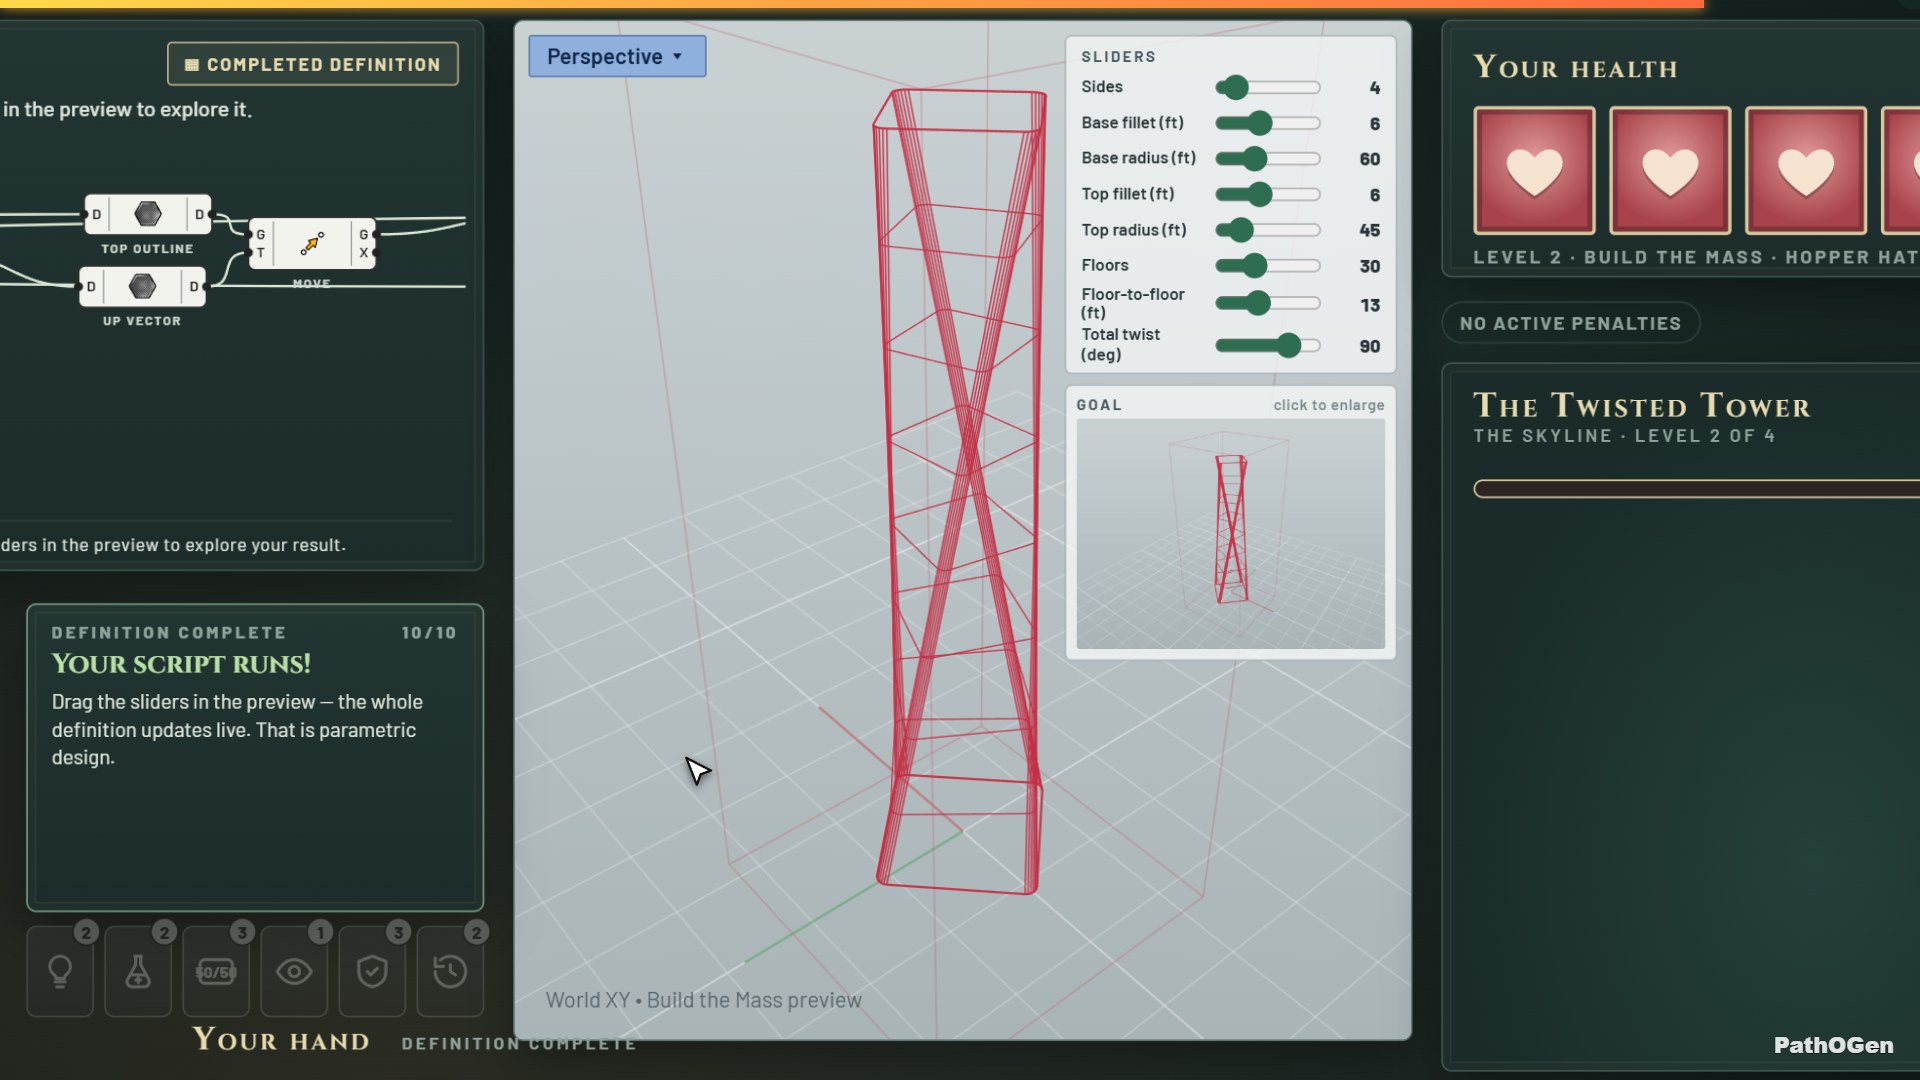 COMPLETED DEFINITION
in the preview to explore it.
D D
TOP OUTLINE
G G
T X
MOVE
D D
UP VECTOR
ders in the preview to explore your result.
DEFINITION COMPLETE 10/10
YOUR SCRIPT RUNS!
Drag the sliders in the preview — the whole
definition updates live. That is parametric
design.
2 2 3 1 3 2
50/50
YOUR HAND DEFINITION COMPLETE
Perspective
SLIDERS
Sides 4
Base fillet (ft) 6
Base radius (ft) 60
Top fillet (ft) 6
Top radius (ft) 45
Floors 30
Floor-to-floor
(ft) 13
Total twist
(deg) 90
GOAL click to enlarge
World XY • Build the Mass preview
YOUR HEALTH
LEVEL 2 · BUILD THE MASS · HOPPER HAT
NO ACTIVE PENALTIES
THE TWISTED TOWER
THE SKYLINE · LEVEL 2 OF 4
PathOGen